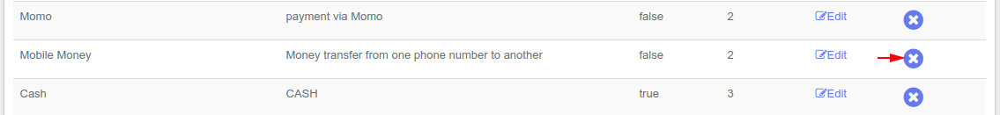 Momo payment via Momo false 2 Edit
Mobile Money Money transfer from one phone number to another false 2 Edit
Cash CASH true 3 Edit